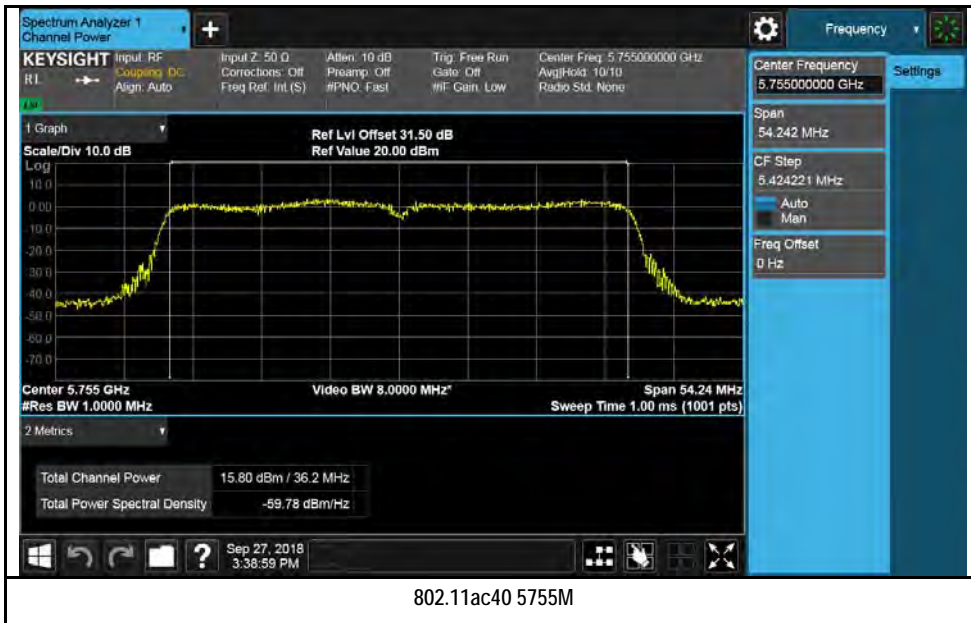 Spectrum Analyzer 1
Channel Power
Frequency
KEYSIGHT
RL
Input: RF
Coupling: DC
Align: Auto
Input Z: 50 Ω
Corrections: Off
Freq Ref: Int (S)
Atten: 10 dB
Preamp: Off
#PNO: Fast
Trig: Free Run
Gate: Off
#IF Gain: Low
Center Freq: 5.755000000 GHz
Avg|Hold: 10/10
Radio Std: None
Center Frequency
5.755000000 GHz
Settings
Span
54.242 MHz
CF Step
5.424221 MHz
Auto
Man
Freq Offset
0 Hz
1 Graph
Scale/Div 10.0 dB
Ref Lvl Offset 31.50 dB
Ref Value 20.00 dBm
Log
10.0
0.00
-10.0
-20.0
-30.0
-40.0
-50.0
-60.0
-70.0
Center 5.755 GHz
#Res BW 1.0000 MHz
Video BW 8.0000 MHz*
Span 54.24 MHz
Sweep Time 1.00 ms (1001 pts)
2 Metrics
Total Channel Power
15.80 dBm / 36.2 MHz
Total Power Spectral Density
-59.78 dBm/Hz
?
Sep 27, 2018
3:38:59 PM
802.11ac40 5755M